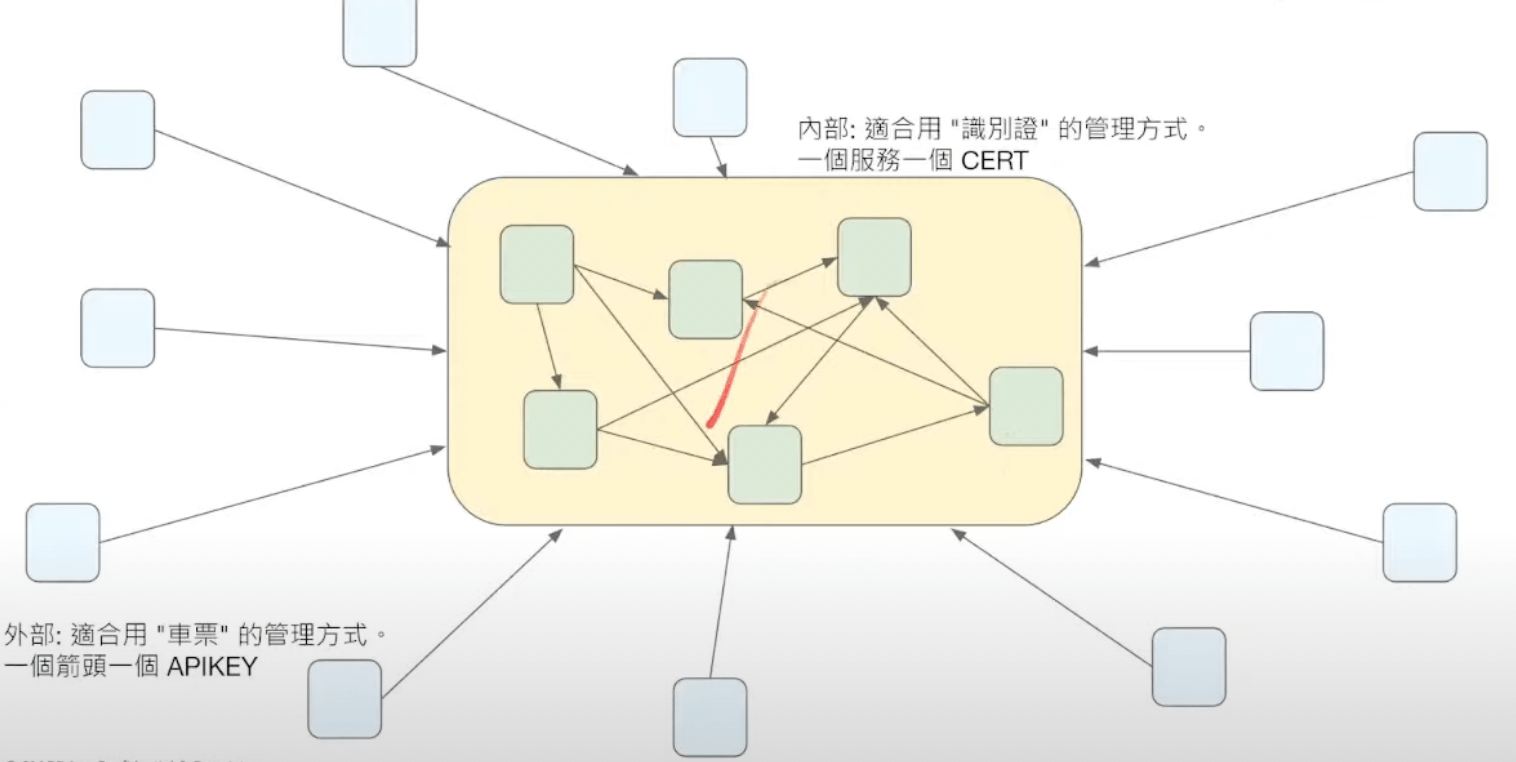 內部: 適合用 "識別證" 的管理方式。
一個服務一個 CERT
外部: 適合用 "車票" 的管理方式。
一個箭頭一個 APIKEY